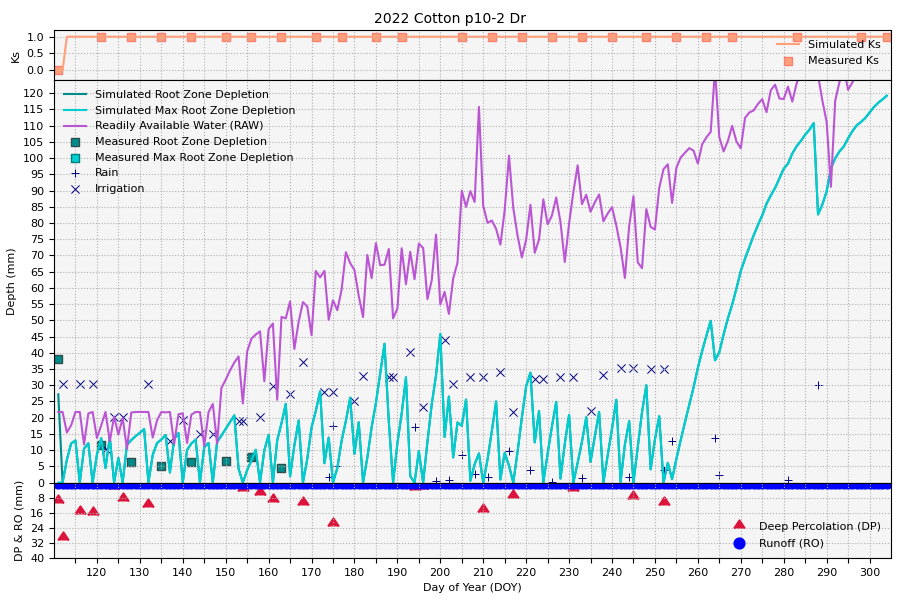 2022 Cotton p10-2 Dr
1.0
0.5
0.0
Ks
Simulated Ks
Measured Ks
120
115
110
105
100
95
90
85
80
75
70
65
60
55
50
45
40
35
30
25
20
15
10
5
0
Depth (mm)
Simulated Root Zone Depletion
Simulated Max Root Zone Depletion
Readily Available Water (RAW)
Measured Root Zone Depletion
Measured Max Root Zone Depletion
Rain
Irrigation
8
16
24
32
40
DP & RO (mm)
Deep Percolation (DP)
Runoff (RO)
120 130 140 150 160 170 180 190 200 210 220 230 240 250 260 270 280 290 300
Day of Year (DOY)